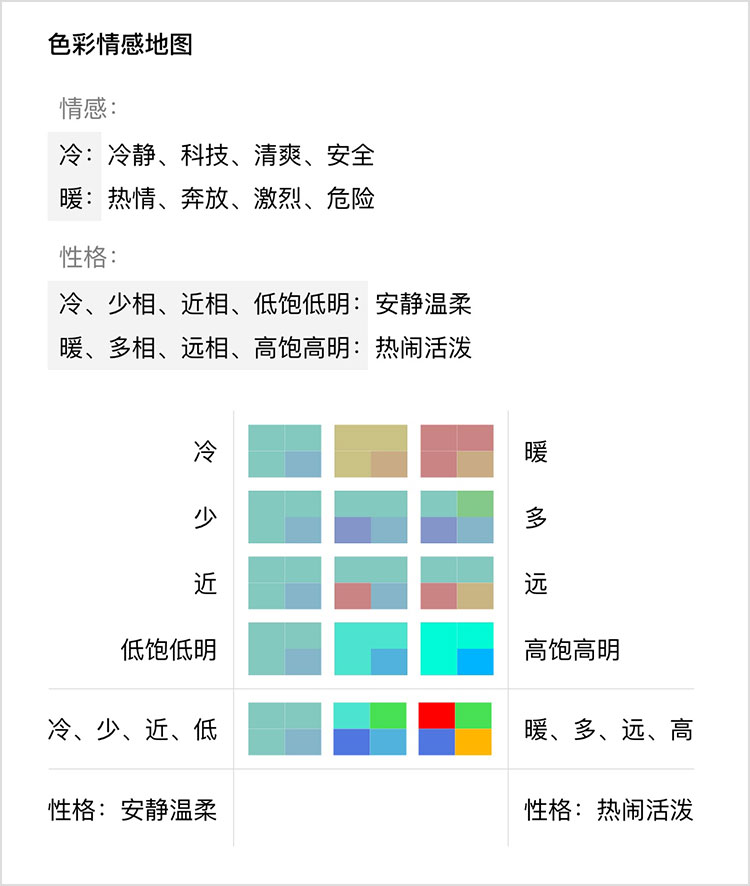 色彩情感地图
情感：
冷：冷静、科技、清爽、安全
暖：热情、奔放、激烈、危险
性格：
冷、少相、近相、低饱低明：安静温柔
暖、多相、远相、高饱高明：热闹活泼
冷 暖
少 多
近 远
低饱低明 高饱高明
冷、少、近、低 暖、多、远、高
性格：安静温柔 性格：热闹活泼